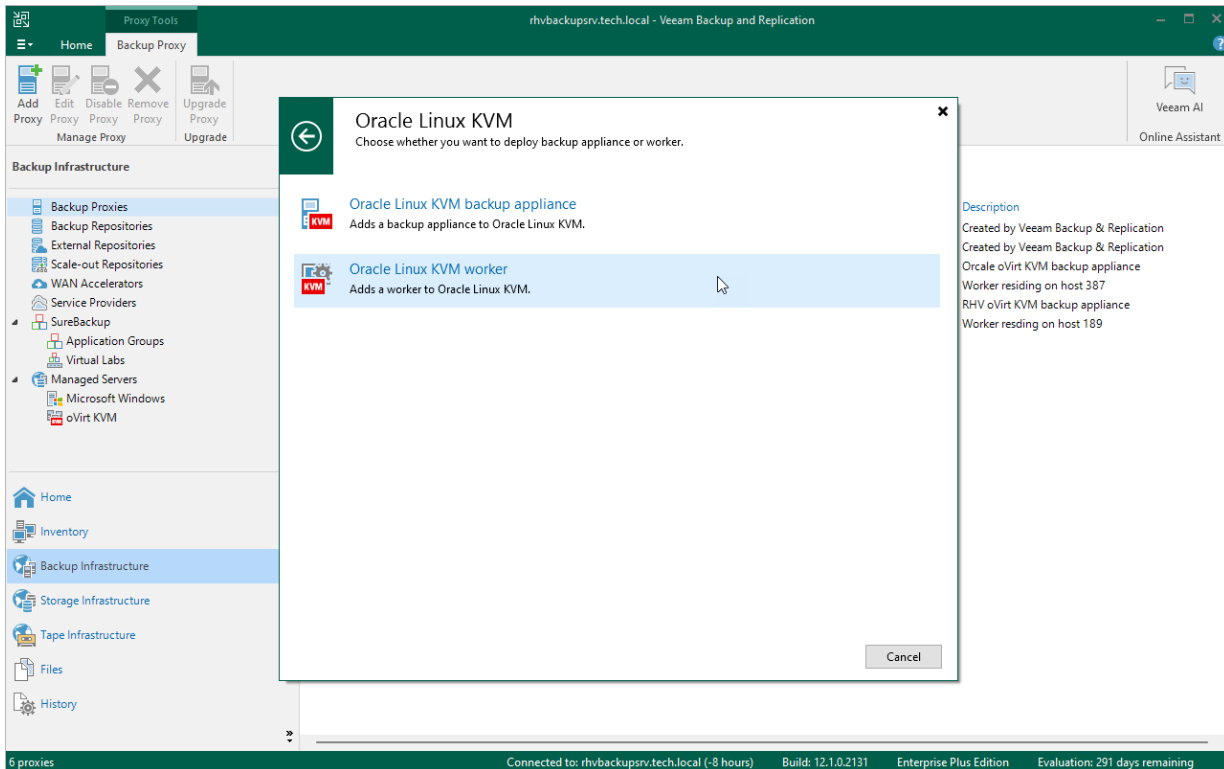 Proxy Tools
rhvbackupsrv.tech.local - Veeam Backup and Replication
Home
Backup Proxy
Add Proxy
Edit Proxy
Disable Proxy
Remove Proxy
Upgrade Proxy
Manage Proxy
Upgrade
Veeam AI
Online Assistant
Backup Infrastructure
Backup Proxies
Backup Repositories
External Repositories
Scale-out Repositories
WAN Accelerators
Service Providers
SureBackup
Application Groups
Virtual Labs
Managed Servers
Microsoft Windows
oVirt KVM
Home
Inventory
Backup Infrastructure
Storage Infrastructure
Tape Infrastructure
Files
History
Oracle Linux KVM
Choose whether you want to deploy backup appliance or worker.
KVM
Oracle Linux KVM backup appliance
Adds a backup appliance to Oracle Linux KVM.
KVM
Oracle Linux KVM worker
Adds a worker to Oracle Linux KVM.
Cancel
Description
Created by Veeam Backup & Replication
Created by Veeam Backup & Replication
Orcale oVirt KVM backup appliance
Worker residing on host 387
RHV oVirt KVM backup appliance
Worker resding on host 189
6 proxies
Connected to: rhvbackupsrv.tech.local (-8 hours)
Build: 12.1.0.2131
Enterprise Plus Edition
Evaluation: 291 days remaining